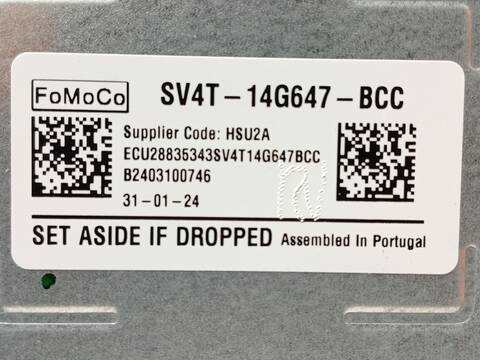 FoMoCo
SV4T-14G647-BCC
Supplier Code: HSU2A
ECU28835343SV4T14G647BCC
B2403100746
31-01-24
SET ASIDE IF DROPPED Assembled In Portugal